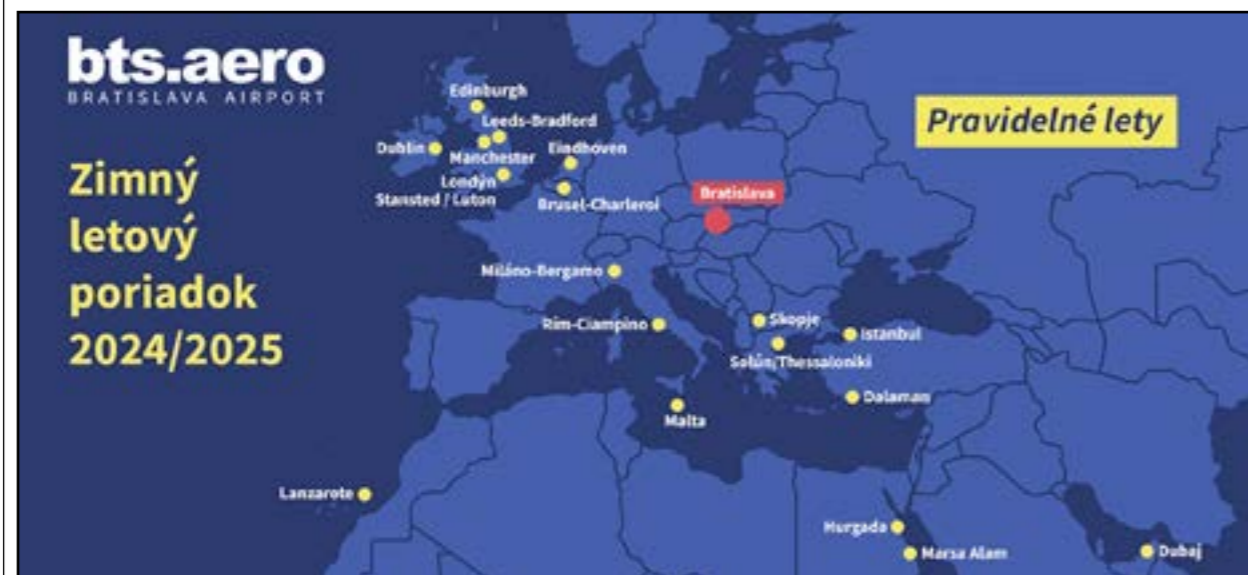 bts.aero
BRATISLAVA AIRPORT
Zimný
letový
poriadok
2024/2025
Pravidelné lety
Edinburgh
Leeds-Bradford
Dublin
Manchester
Eindhoven
Londýn
Stansted / Luton
Brusel-Charleroi
Bratislava
Miláno-Bergamo
Rím-Ciampino
Skopje
Istanbul
Solún/Thessaloniki
Dalaman
Malta
Lanzarote
Hurgada
Marsa Alam
Dubaj